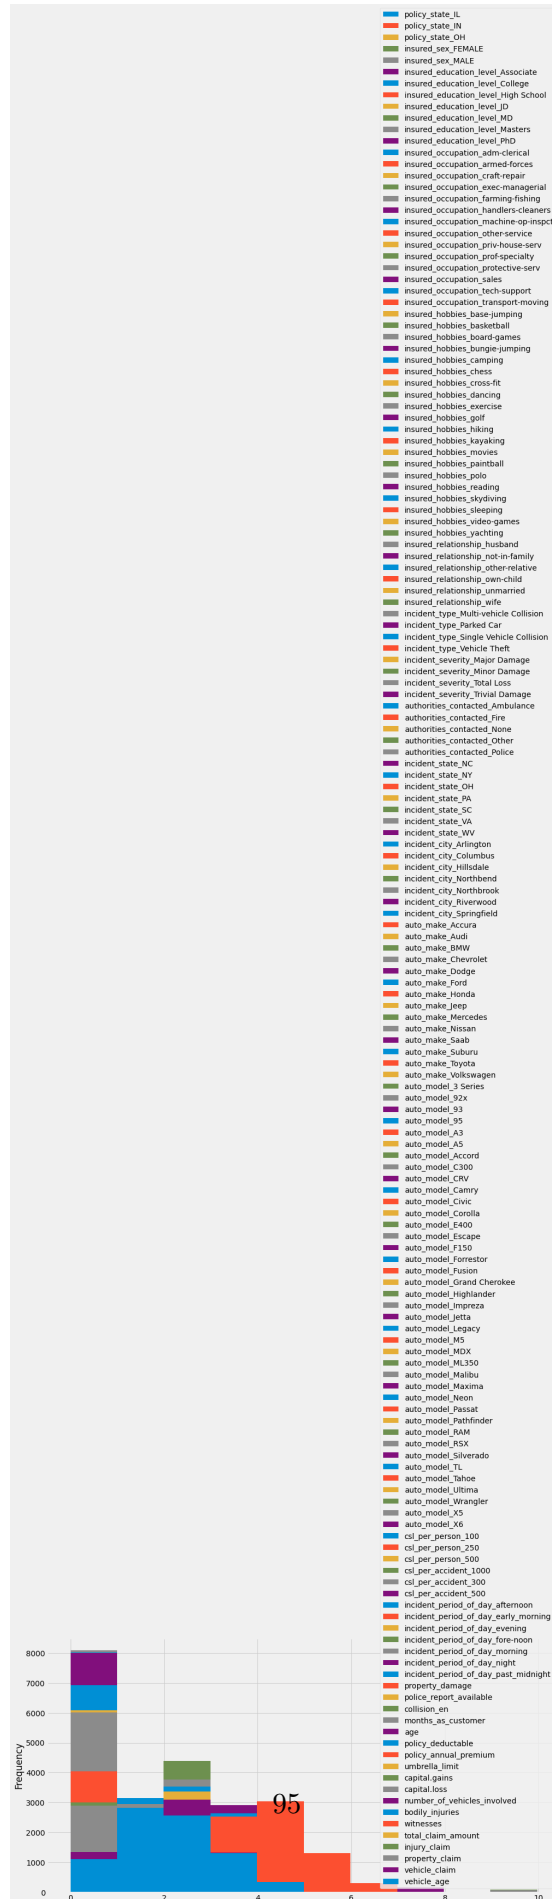 policy_state_IL
policy_state_IN
policy_state_OH
insured_sex_FEMALE
insured_sex_MALE
insured_education_level_Associate
insured_education_level_College
insured_education_level_High School
insured_education_level_JD
insured_education_level_MD
insured_education_level_Masters
insured_education_level_PhD
insured_occupation_adm-clerical
insured_occupation_armed-forces
insured_occupation_craft-repair
insured_occupation_exec-managerial
insured_occupation_farming-fishing
insured_occupation_handlers-cleaners
insured_occupation_machine-op-inspct
insured_occupation_other-service
insured_occupation_priv-house-serv
insured_occupation_prof-specialty
insured_occupation_protective-serv
insured_occupation_sales
insured_occupation_tech-support
insured_occupation_transport-moving
insured_hobbies_base-jumping
insured_hobbies_basketball
insured_hobbies_board-games
insured_hobbies_bungie-jumping
insured_hobbies_camping
insured_hobbies_chess
insured_hobbies_cross-fit
insured_hobbies_dancing
insured_hobbies_exercise
insured_hobbies_golf
insured_hobbies_hiking
insured_hobbies_kayaking
insured_hobbies_movies
insured_hobbies_paintball
insured_hobbies_polo
insured_hobbies_reading
insured_hobbies_skydiving
insured_hobbies_sleeping
insured_hobbies_video-games
insured_hobbies_yachting
insured_relationship_husband
insured_relationship_not-in-family
insured_relationship_other-relative
insured_relationship_own-child
insured_relationship_unmarried
insured_relationship_wife
incident_type_Multi-vehicle Collision
incident_type_Parked Car
incident_type_Single Vehicle Collision
incident_type_Vehicle Theft
incident_severity_Major Damage
incident_severity_Minor Damage
incident_severity_Total Loss
incident_severity_Trivial Damage
authorities_contacted_Ambulance
authorities_contacted_Fire
authorities_contacted_None
authorities_contacted_Other
authorities_contacted_Police
incident_state_NC
incident_state_NY
incident_state_OH
incident_state_PA
incident_state_SC
incident_state_VA
incident_state_WV
incident_city_Arlington
incident_city_Columbus
incident_city_Hillsdale
incident_city_Northbend
incident_city_Northbrook
incident_city_Riverwood
incident_city_Springfield
auto_make_Accura
auto_make_Audi
auto_make_BMW
auto_make_Chevrolet
auto_make_Dodge
auto_make_Ford
auto_make_Honda
auto_make_Jeep
auto_make_Mercedes
auto_make_Nissan
auto_make_Saab
auto_make_Suburu
auto_make_Toyota
auto_make_Volkswagen
auto_model_3 Series
auto_model_92x
auto_model_93
auto_model_95
auto_model_A3
auto_model_A5
auto_model_Accord
auto_model_C300
auto_model_CRV
auto_model_Camry
auto_model_Civic
auto_model_Corolla
auto_model_E400
auto_model_Escape
auto_model_F150
auto_model_Forrestor
auto_model_Fusion
auto_model_Grand Cherokee
auto_model_Highlander
auto_model_Impreza
auto_model_Jetta
auto_model_Legacy
auto_model_M5
auto_model_MDX
auto_model_ML350
auto_model_Malibu
auto_model_Maxima
auto_model_Neon
auto_model_Passat
auto_model_Pathfinder
auto_model_RAM
auto_model_RSX
auto_model_Silverado
auto_model_TL
auto_model_Tahoe
auto_model_Ultima
auto_model_Wrangler
auto_model_X5
auto_model_X6
csl_per_person_100
csl_per_person_250
csl_per_person_500
csl_per_accident_1000
csl_per_accident_300
csl_per_accident_500
incident_period_of_day_afternoon
incident_period_of_day_early_morning
incident_period_of_day_evening
incident_period_of_day_fore-noon
incident_period_of_day_morning
incident_period_of_day_night
incident_period_of_day_past_midnight
property_damage
police_report_available
collision_en
months_as_customer
age
policy_deductable
policy_annual_premium
umbrella_limit
capital.gains
capital.loss
number_of_vehicles_involved
bodily_injuries
witnesses
total_claim_amount
injury_claim
property_claim
vehicle_claim
vehicle_age
8000
7000
6000
5000
4000
3000
2000
1000
0
Frequency
95
0 2 4 6 8 10